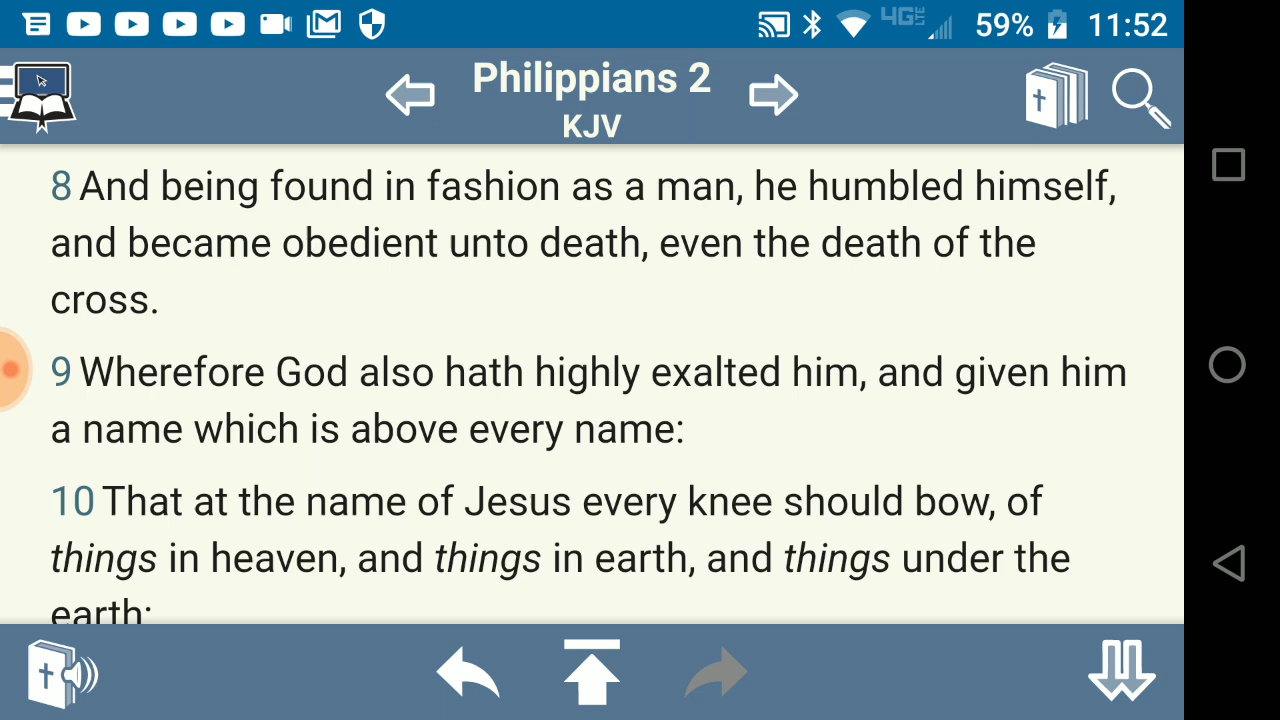 4G LTE 59% 11:52
Philippians 2
KJV
8 And being found in fashion as a man, he humbled himself,
and became obedient unto death, even the death of the
cross.
9 Wherefore God also hath highly exalted him, and given him
a name which is above every name:
10 That at the name of Jesus every knee should bow, of
things in heaven, and things in earth, and things under the
earth: